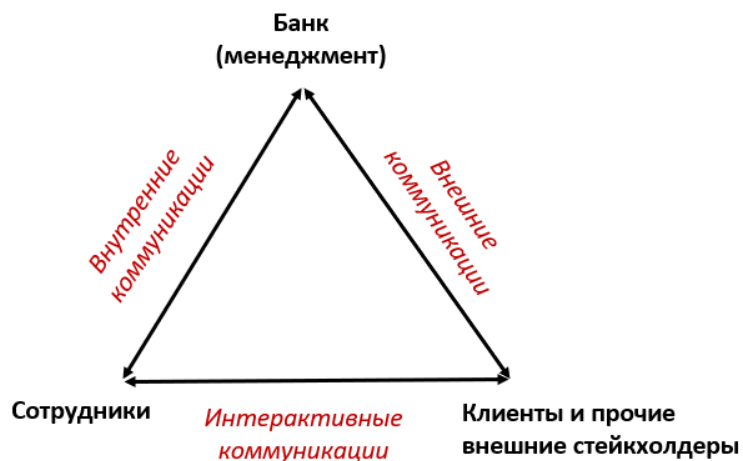 Банк
(менеджмент)
Внутренние
коммуникации
Внешние
коммуникации
Сотрудники
Интерактивные
коммуникации
Клиенты и прочие
внешние стейкхолдеры